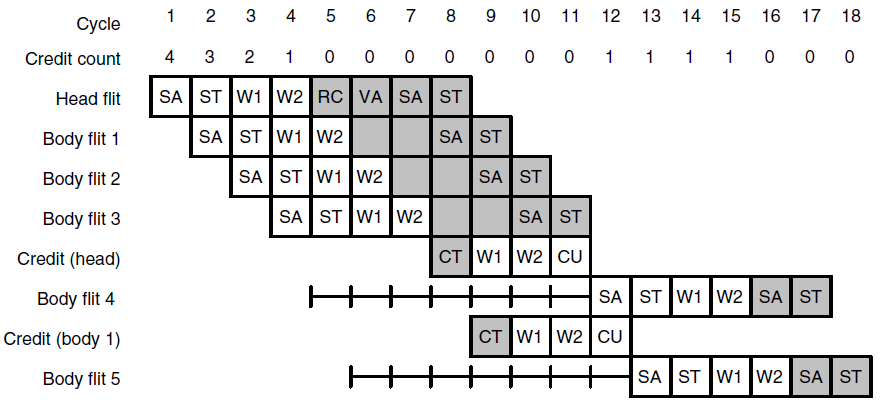 Cycle 1 2 3 4 5 6 7 8 9 10 11 12 13 14 15 16 17 18
Credit count 4 3 2 1 0 0 0 0 0 0 0 1 1 1 1 0 0 0
Head flit SA ST W1 W2 RC VA SA ST
Body flit 1 SA ST W1 W2 SA ST
Body flit 2 SA ST W1 W2 SA ST
Body flit 3 SA ST W1 W2 SA ST
Credit (head) CT W1 W2 CU
Body flit 4 SA ST W1 W2 SA ST
Credit (body 1) CT W1 W2 CU
Body flit 5 SA ST W1 W2 SA ST